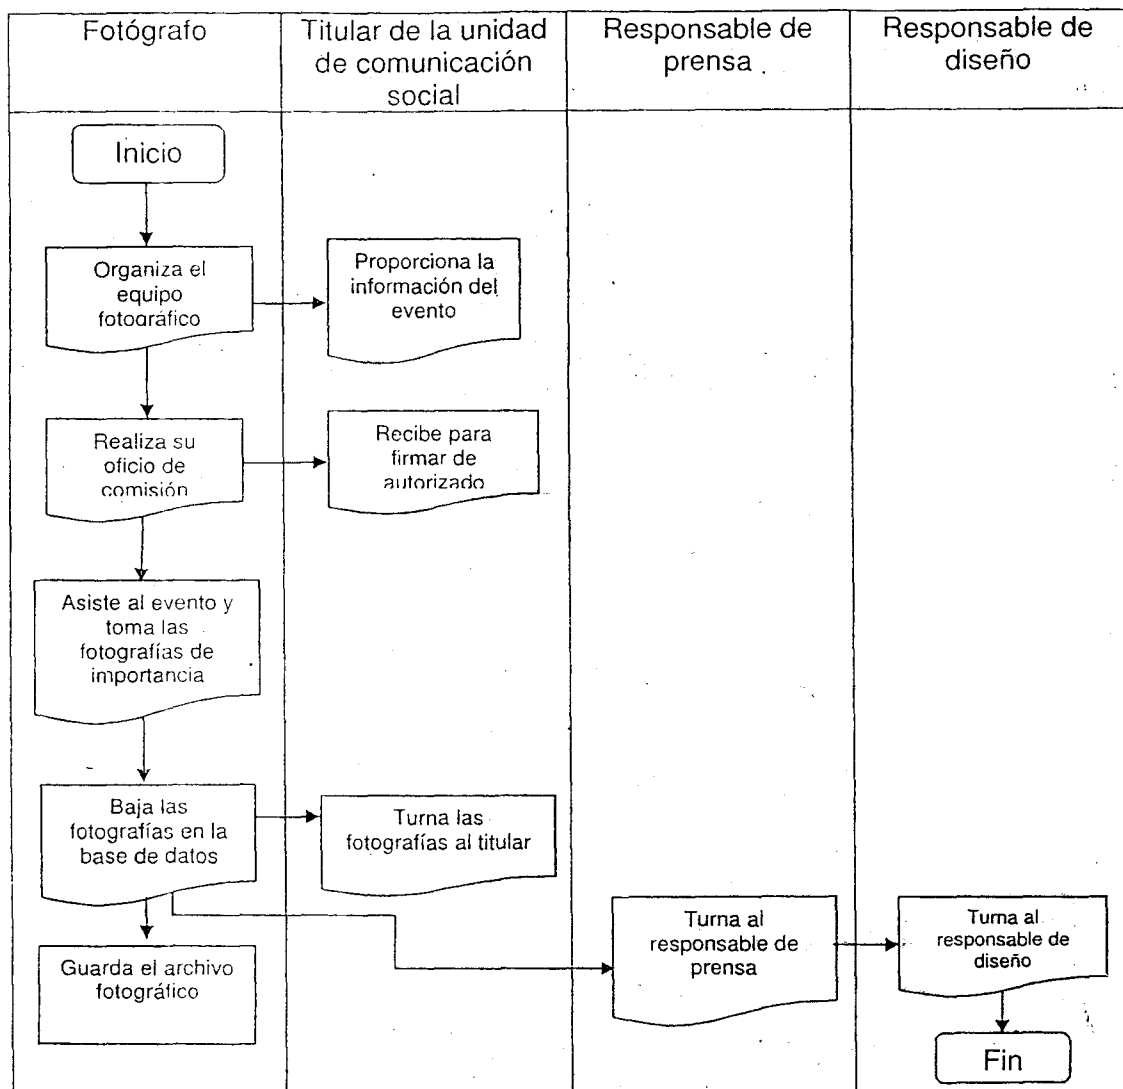 Fotógrafo
Titular de la unidad
de comunicación
social
Responsable de
prensa
Responsable de
diseño
Inicio
Organiza el
equipo
fotográfico
Proporciona la
información del
evento
Realiza su
oficio de
comisión
Recibe para
firmar de
autorizado
Asiste al evento y
toma las
fotografías de
importancia
Baja las
fotografías en la
base de datos
Turna las
fotografías al titular
Guarda el archivo
fotográfico
Turna al
responsable de
prensa
Turna al
responsable de
diseño
Fin